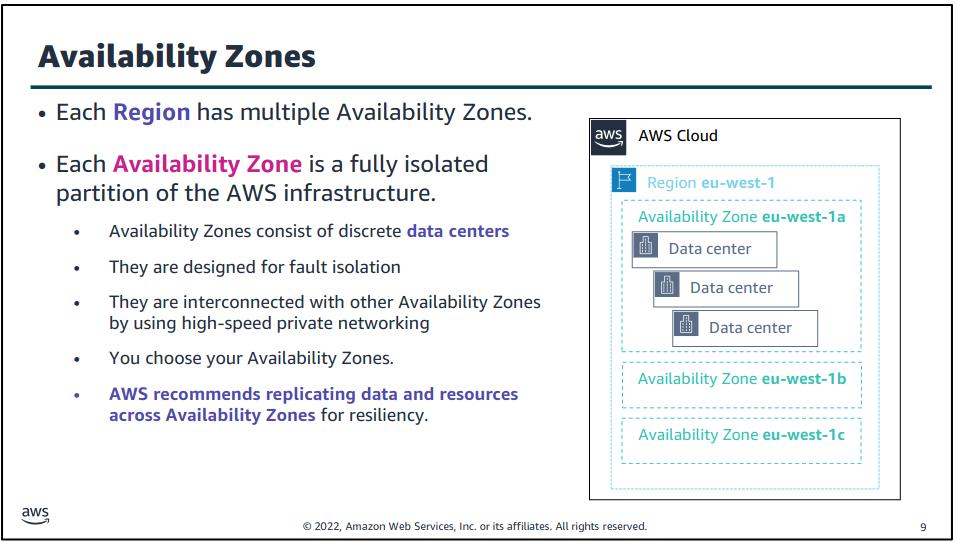 Availability Zones
• Each Region has multiple Availability Zones.
• Each Availability Zone is a fully isolated
partition of the AWS infrastructure.
• Availability Zones consist of discrete data centers
• They are designed for fault isolation
• They are interconnected with other Availability Zones
by using high-speed private networking
• You choose your Availability Zones.
• AWS recommends replicating data and resources
across Availability Zones for resiliency.
aws
AWS Cloud
Region eu-west-1
Availability Zone eu-west-1a
Data center
Data center
Data center
Availability Zone eu-west-1b
Availability Zone eu-west-1c
aws
© 2022, Amazon Web Services, Inc. or its affiliates. All rights reserved.
9